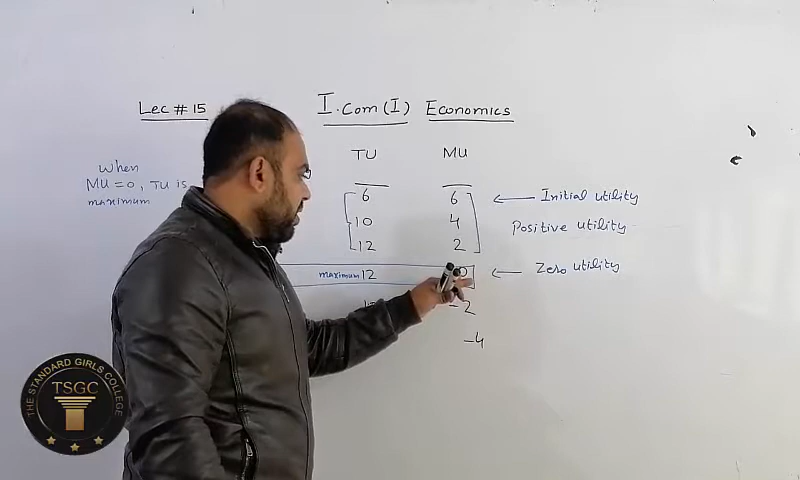 Lec # 15
I.Com (I) Economics
TU MU
When
MU = 0, TU is
maximum
6 6 ← Initial utility
10 4 Positive utility
12 2
maximum 12 0 ← Zero utility
-2
-4
THE STANDARD GIRLS COLLEGE
TSGC